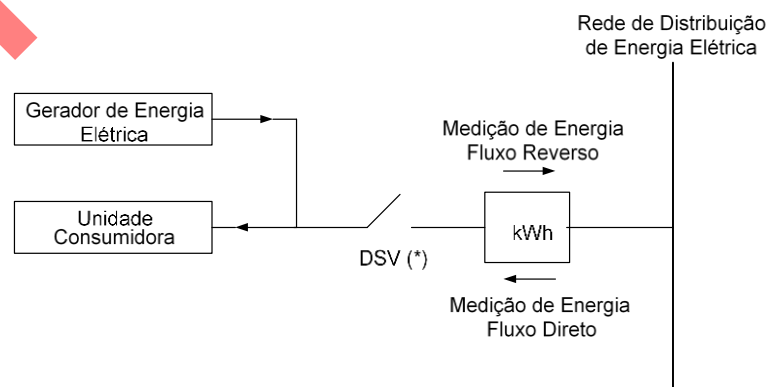 Rede de Distribuição
de Energia Elétrica
Gerador de Energia
Elétrica
Medição de Energia
Fluxo Reverso
Unidade
Consumidora
kWh
DSV (*)
Medição de Energia
Fluxo Direto